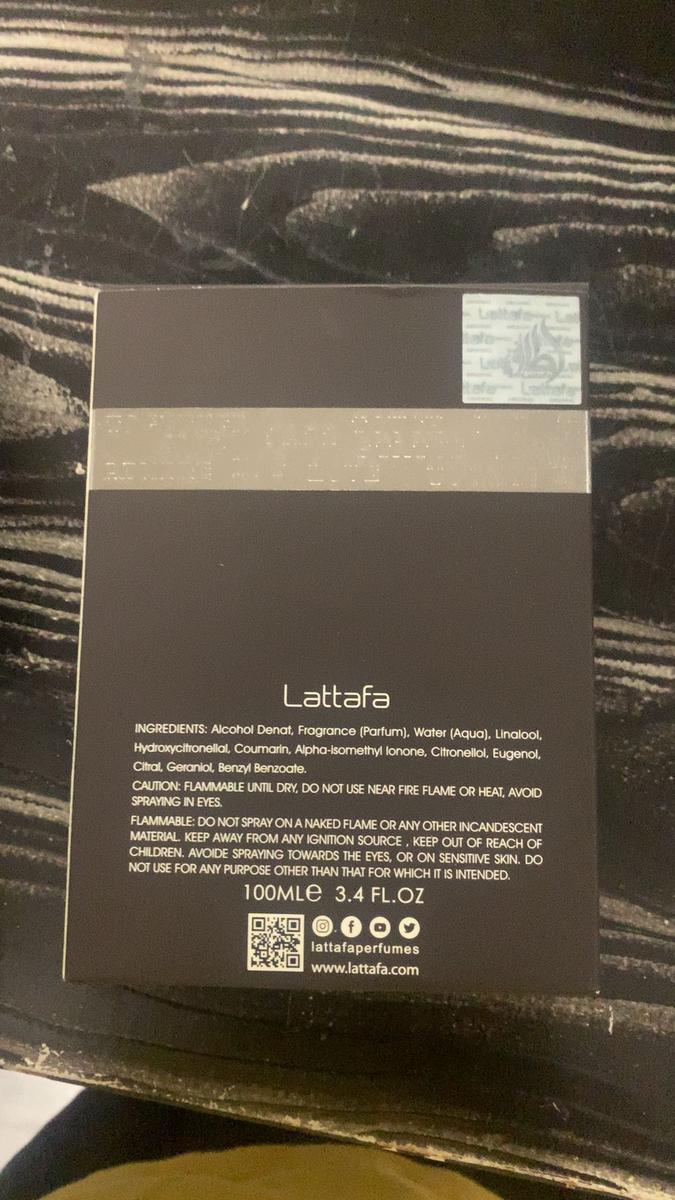 Lattafa
Lattafa
Lattafa
INGREDIENTS: Alcohol Denat, Fragrance (Parfum), Water (Aqua), Linalool,
Hydroxycitronellal, Coumarin, Alpha-isomethyl Ionone, Citronellol, Eugenol,
Citral, Geraniol, Benzyl Benzoate.
CAUTION: FLAMMABLE UNTIL DRY, DO NOT USE NEAR FIRE FLAME OR HEAT, AVOID
SPRAYING IN EYES.
FLAMMABLE: DO NOT SPRAY ON A NAKED FLAME OR ANY OTHER INCANDESCENT
MATERIAL. KEEP AWAY FROM ANY IGNITION SOURCE , KEEP OUT OF REACH OF
CHILDREN. AVOIDE SPRAYING TOWARDS THE EYES, OR ON SENSITIVE SKIN. DO
NOT USE FOR ANY PURPOSE OTHER THAN THAT FOR WHICH IT IS INTENDED.
100ML℮ 3.4 FL.OZ
lattafaperfumes
www.lattafa.com